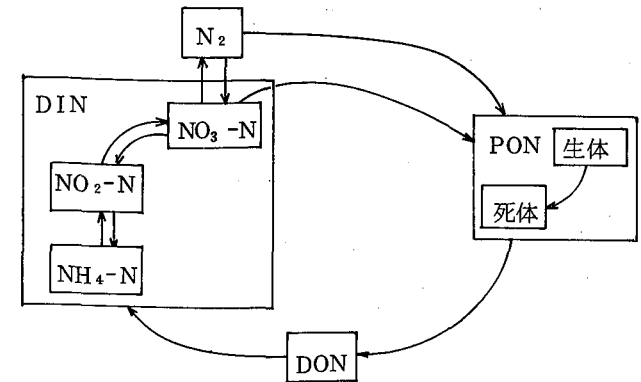 N₂
DIN
NO₃-N
NO₂-N
NH₄-N
PON
生体
死体
DON